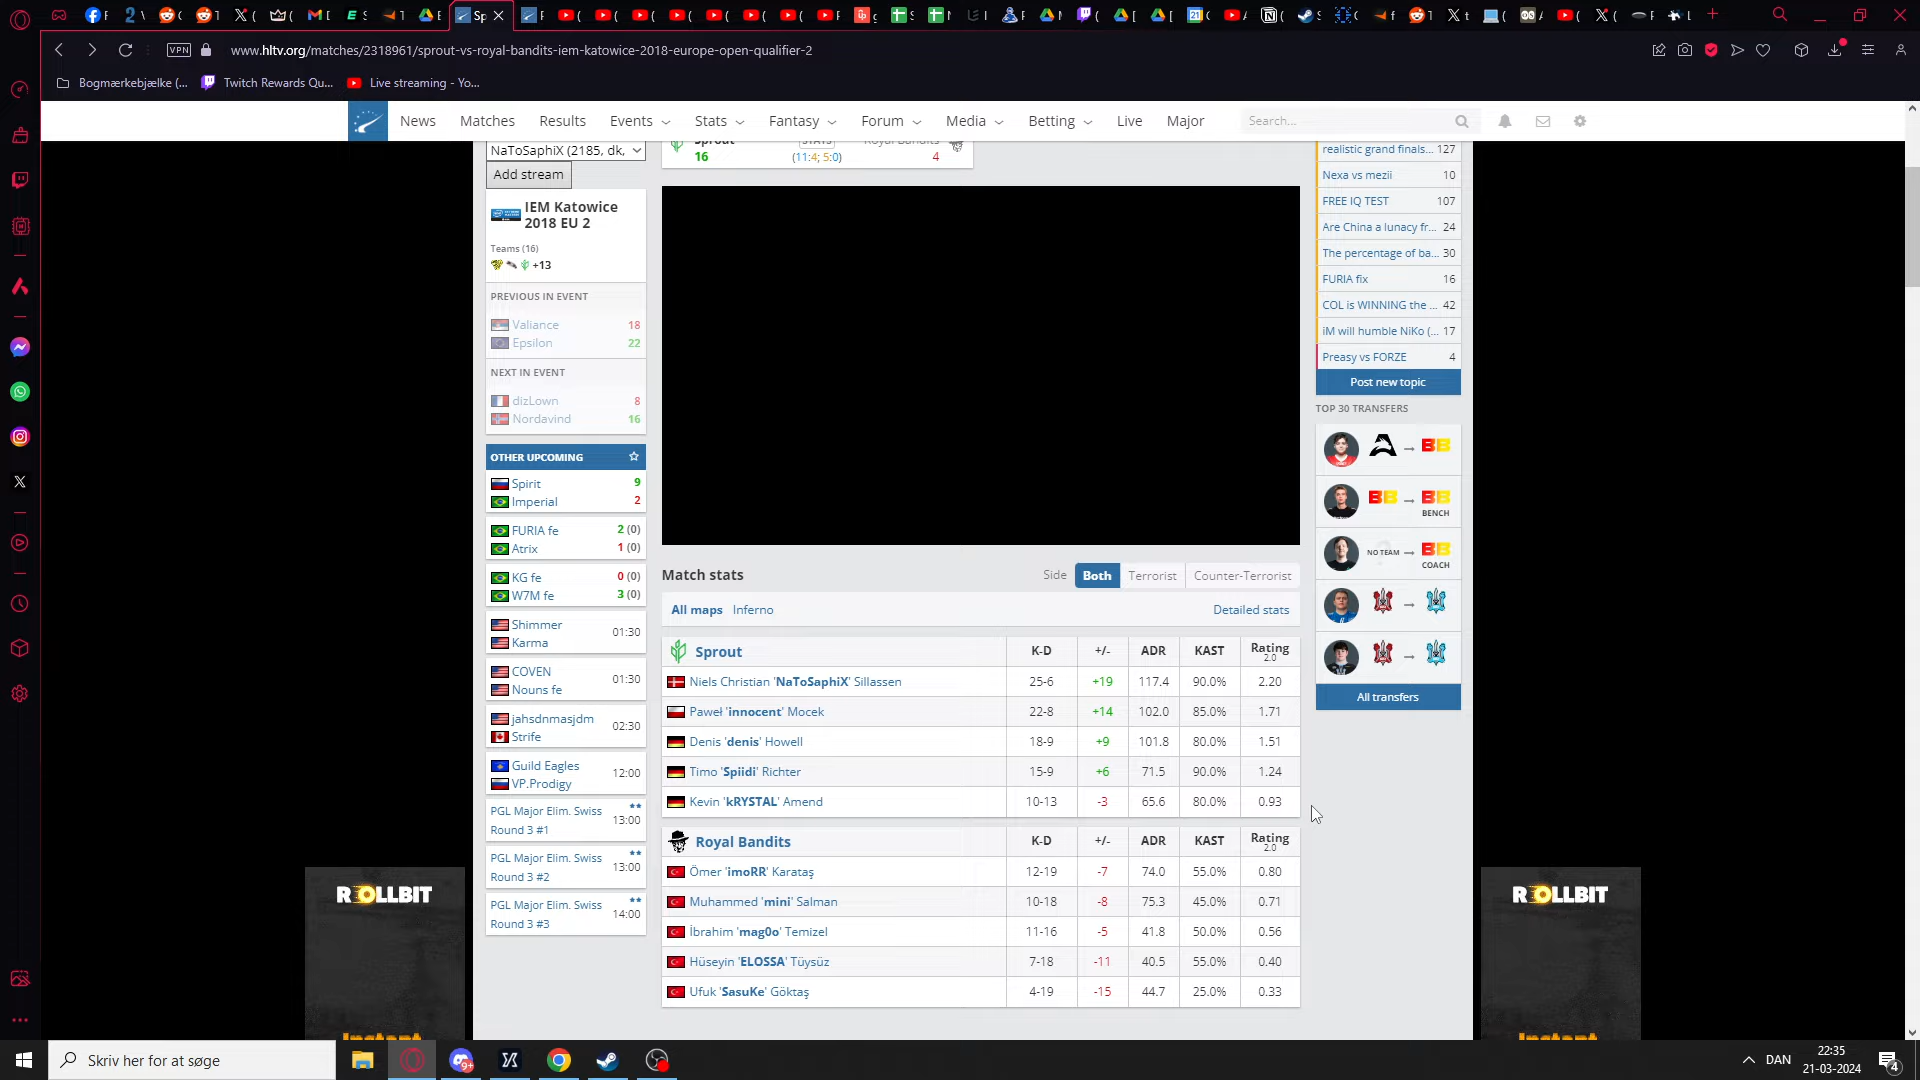 www.hltv.org/matches/2318961/sprout-vs-royal-bandits-iem-katowice-2018-europe-open-qualifier-2
VPN
Bogmærkebjælke (...
Twitch Rewards Qu...
Live streaming - Yo...
News Matches Results Events Stats Fantasy Forum Media Betting Live Major
Search...
NaToSaphiX (2185, dk,
Add stream
16 (11:4; 5:0) 4
IEM Katowice
2018 EU 2
Teams (16)
+13
PREVIOUS IN EVENT
Valiance 18
Epsilon 22
NEXT IN EVENT
dizLown 8
Nordavind 16
OTHER UPCOMING
Spirit 9
Imperial 2
FURIA fe 2 (0)
Atrix 1 (0)
KG fe 0 (0)
W7M fe 3 (0)
Shimmer
Karma
01:30
COVEN
Nouns fe
01:30
jahsdnmasjdm
Strife
02:30
Guild Eagles
VP.Prodigy
12:00
PGL Major Elim. Swiss
Round 3 #1
13:00
PGL Major Elim. Swiss
Round 3 #2
13:00
PGL Major Elim. Swiss
Round 3 #3
14:00
Match stats
Side Both Terrorist Counter-Terrorist
All maps Inferno Detailed stats
Sprout K-D +/- ADR KAST Rating 2.0
Niels Christian 'NaToSaphiX' Sillassen 25-6 +19 117.4 90.0% 2.20
Paweł 'innocent' Mocek 22-8 +14 102.0 85.0% 1.71
Denis 'denis' Howell 18-9 +9 101.8 80.0% 1.51
Timo 'Spiidi' Richter 15-9 +6 71.5 90.0% 1.24
Kevin 'kRYSTAL' Amend 10-13 -3 65.6 80.0% 0.93
Royal Bandits K-D +/- ADR KAST Rating 2.0
Ömer 'imoRR' Karataş 12-19 -7 74.0 55.0% 0.80
Muhammed 'mini' Salman 10-18 -8 75.3 45.0% 0.71
İbrahim 'mag0o' Temizel 11-16 -5 41.8 50.0% 0.56
Hüseyin 'ELOSSA' Tüysüz 7-18 -11 40.5 55.0% 0.40
Ufuk 'SasuKe' Göktaş 4-19 -15 44.7 25.0% 0.33
realistic grand finals... 127
Nexa vs mezii 10
FREE IQ TEST 107
Are China a lunacy fr... 24
The percentage of ba... 30
FURIA fix 16
COL is WINNING the ... 42
iM will humble NiKo (... 17
Preasy vs FORZE 4
Post new topic
TOP 30 TRANSFERS
BB
BB BB
BENCH
NO TEAM BB
COACH
All transfers
ROLLBIT
ROLLBIT
Skriv her for at søge
9+
DAN
22:35
21-03-2024
4